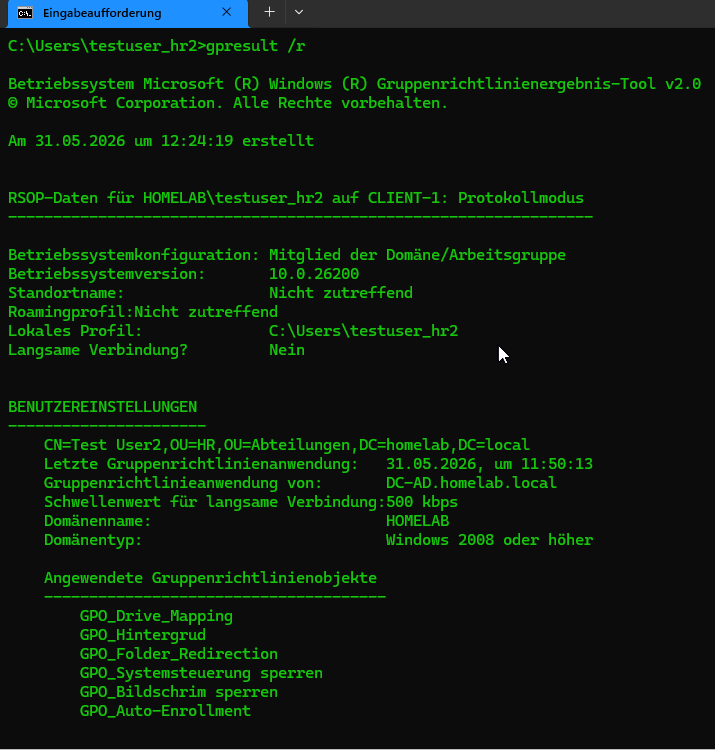 Eingabeaufforderung
C:\Users\testuser_hr2>gpresult /r
Betriebssystem Microsoft (R) Windows (R) Gruppenrichtlinienergebnis-Tool v2.0
© Microsoft Corporation. Alle Rechte vorbehalten.
Am 31.05.2026 um 12:24:19 erstellt
RSOP-Daten für HOMELAB\testuser_hr2 auf CLIENT-1: Protokollmodus
-----------------------------------------------------------------
Betriebssystemkonfiguration: Mitglied der Domäne/Arbeitsgruppe
Betriebssystemversion: 10.0.26200
Standortname: Nicht zutreffend
Roamingprofil:Nicht zutreffend
Lokales Profil: C:\Users\testuser_hr2
Langsame Verbindung? Nein
BENUTZEREINSTELLUNGEN
----------------------
CN=Test User2,OU=HR,OU=Abteilungen,DC=homelab,DC=local
Letzte Gruppenrichtlinienanwendung: 31.05.2026, um 11:50:13
Gruppenrichtlinieanwendung von: DC-AD.homelab.local
Schwellenwert für langsame Verbindung:500 kbps
Domänenname: HOMELAB
Domänentyp: Windows 2008 oder höher
Angewendete Gruppenrichtlinienobjekte
--------------------------------------
GPO_Drive_Mapping
GPO_Hintergrud
GPO_Folder_Redirection
GPO_Systemsteuerung sperren
GPO_Bildschrim sperren
GPO_Auto-Enrollment